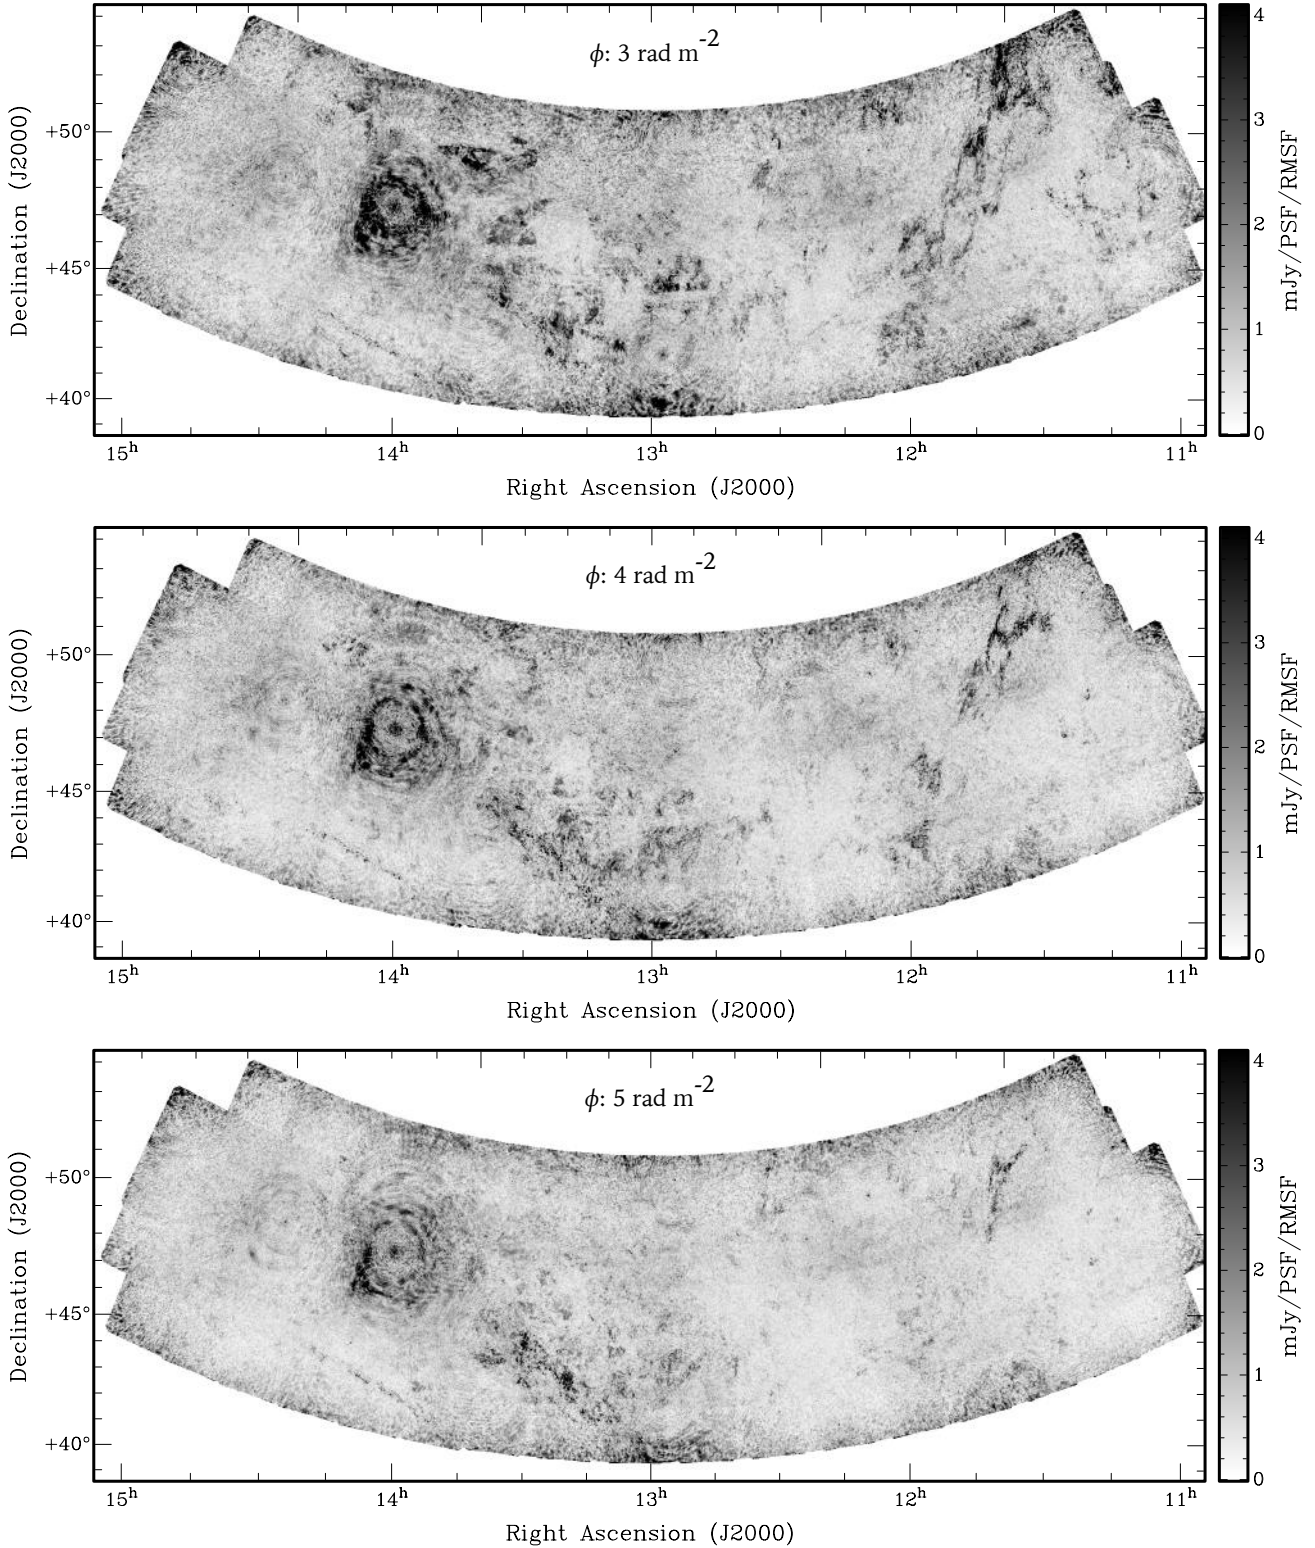 ϕ: 3 rad m-2
4
3
2
1
0
mJy/PSF/RMSF
+50°
+45°
+40°
Declination (J2000)
15h 14h 13h 12h 11h
Right Ascension (J2000)
ϕ: 4 rad m-2
4
3
2
1
0
mJy/PSF/RMSF
+50°
+45°
+40°
Declination (J2000)
15h 14h 13h 12h 11h
Right Ascension (J2000)
ϕ: 5 rad m-2
4
3
2
1
0
mJy/PSF/RMSF
+50°
+45°
+40°
Declination (J2000)
15h 14h 13h 12h 11h
Right Ascension (J2000)